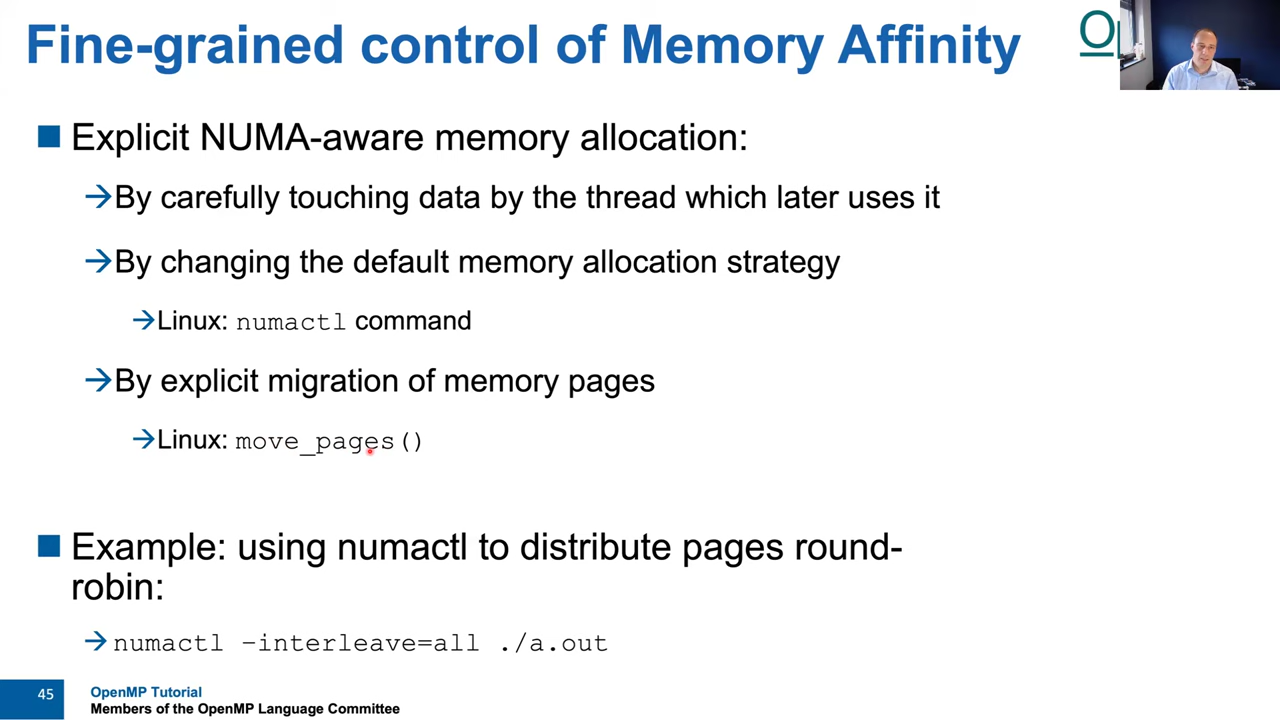 Fine-grained control of Memory Affinity
Explicit NUMA-aware memory allocation:
→By carefully touching data by the thread which later uses it
→By changing the default memory allocation strategy
→Linux: numactl command
→By explicit migration of memory pages
→Linux: move_pages()
Example: using numactl to distribute pages round-
robin:
→ numactl –interleave=all ./a.out
45
OpenMP Tutorial
Members of the OpenMP Language Committee